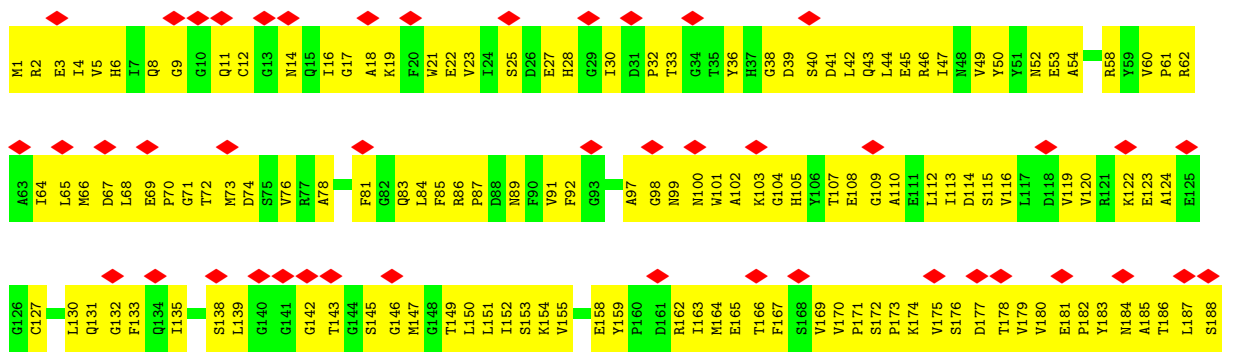 M1 R2 E3 I4 V5 H6 I7 Q8 G9 G10 Q11 C12 G13 N14 Q15 I16 G17 A18 K19 F20 W21 E22 V23 I24 S25 D26 E27 H28 G29 I30 D31 P32 T33 G34 T35 Y36 H37 G38 D39 S40 D41 L42 Q43 L44 E45 R46 I47 N48 V49 Y50 Y51 N52 E53 A54 R58 Y59 V60 P61 R62
A63 I64 L65 M66 D67 L68 E69 P70 G71 T72 M73 D74 S75 V76 R77 A78 F81 G82 Q83 L84 F85 R86 P87 D88 N89 F90 V91 F92 G93 A97 G98 N99 N100 W101 A102 K103 G104 H105 Y106 T107 E108 G109 A110 E111 L112 I113 D114 S115 V116 L117 D118 V119 V120 R121 K122 E123 A124 E125
G126 C127 L130 Q131 G132 F133 Q134 I135 S138 L139 G140 G141 G142 T143 G144 S145 G146 M147 G148 T149 L150 L151 I152 S153 K154 V155 E158 Y159 P160 D161 R162 I163 M164 E165 T166 F167 S168 V169 V170 P171 S172 P173 K174 V175 S176 D177 T178 V179 V180 E181 P182 Y183 N184 A185 T186 L187 S188